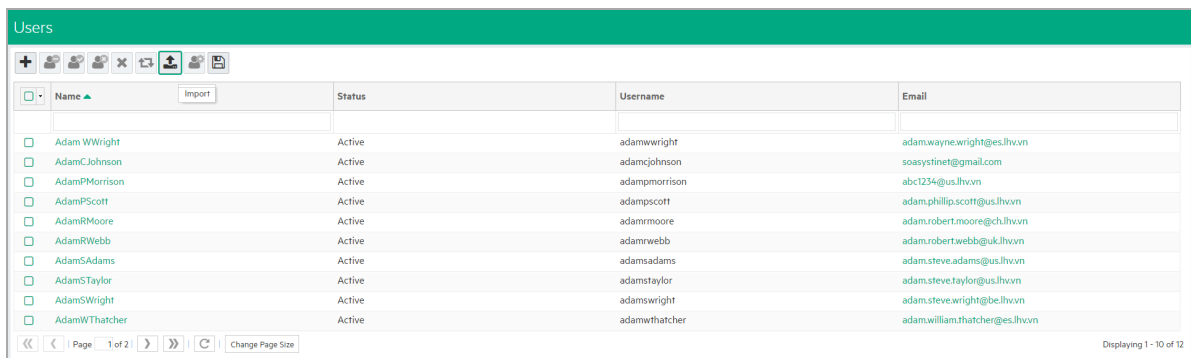 Users
Import
Name Status Username Email
Adam WWright Active adamwwright adam.wayne.wright@es.lhv.vn
AdamCJohnson Active adamcjohnson soasystinet@gmail.com
AdamPMorrison Active adampmorrison abc1234@us.lhv.vn
AdamPScott Active adampscott adam.phillip.scott@us.lhv.vn
AdamRMoore Active adamrmoore adam.robert.moore@ch.lhv.vn
AdamRWebb Active adamrwebb adam.robert.webb@uk.lhv.vn
AdamSAdams Active adamsadams adam.steve.adams@us.lhv.vn
AdamSTaylor Active adamstaylor adam.steve.taylor@us.lhv.vn
AdamSWright Active adamswright adam.steve.wright@be.lhv.vn
AdamWThatcher Active adamwthatcher adam.william.thatcher@es.lhv.vn
Page 1 of 2 Change Page Size Displaying 1 - 10 of 12